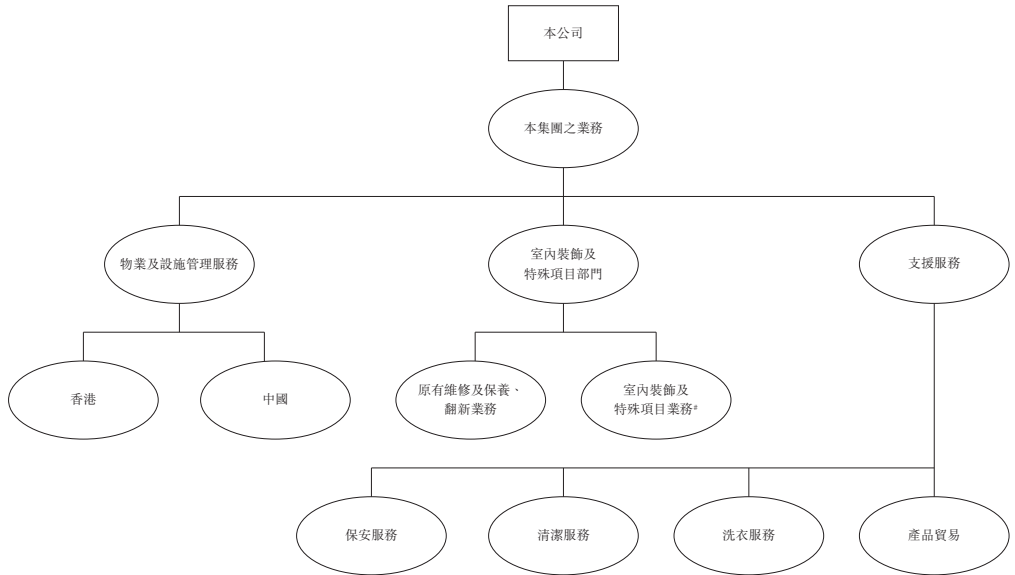 本公司
本集團之業務
物業及設施管理服務
室內裝飾及
特殊項目部門
支援服務
香港
中國
原有維修及保養、
翻新業務
室內裝飾及
特殊項目業務#
保安服務
清潔服務
洗衣服務
產品貿易